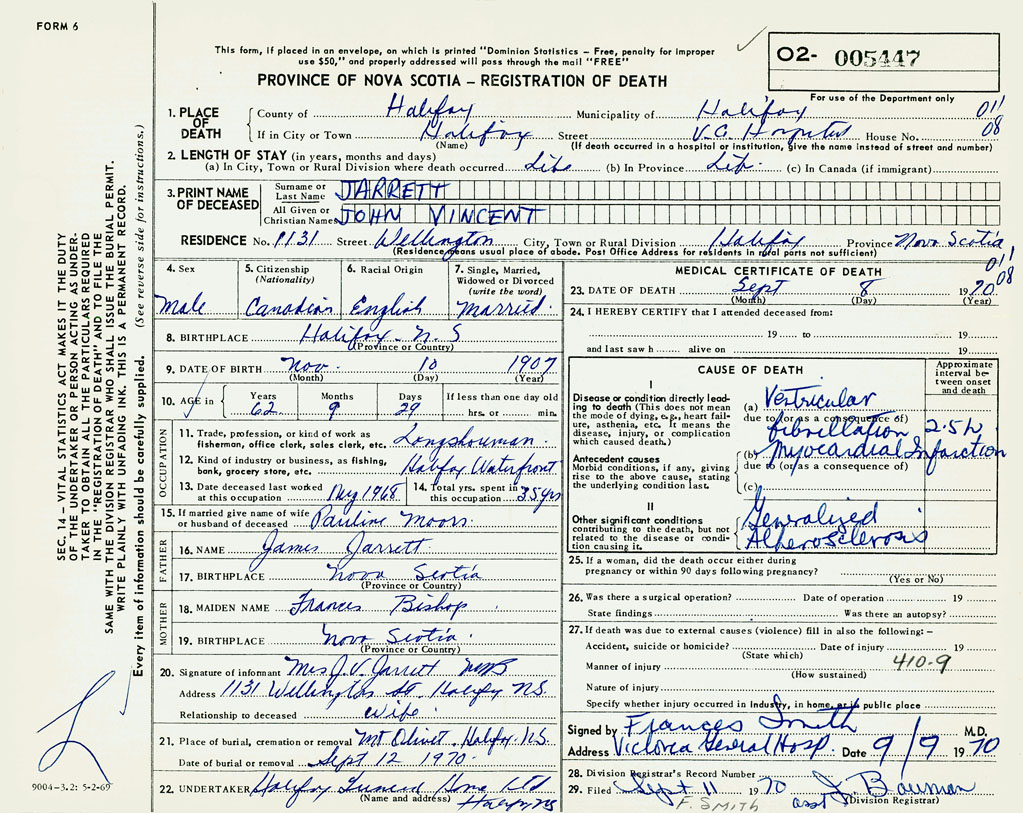 FORM 6
This form, if placed in an envelope, on which is printed "Dominion Statistics – Free, penalty for improper
use $50," and properly addressed will pass through the mail "FREE"
PROVINCE OF NOVA SCOTIA – REGISTRATION OF DEATH
O2- 005447
For use of the Department only
1. PLACE OF DEATH
County of Halifax Municipality of Halifax 011
If in City or Town Halifax Street V.G. Hospital House No. 08
(Name) (If death occurred in a hospital or institution, give the name instead of street and number)
2. LENGTH OF STAY (in years, months and days)
(a) In City, Town or Rural Division where death occurred Life (b) In Province Life (c) In Canada (if immigrant)
3. PRINT NAME OF DECEASED
Surname or Last Name JARRETT
All Given or Christian Names JOHN VINCENT
RESIDENCE No. 1131 Street Wellington City, Town or Rural Division Halifax Province Nova Scotia
(Residence means usual place of abode. Post Office Address for residents in rural parts not sufficient)
011
08
4. Sex
Male
5. Citizenship
(Nationality)
Canadian
6. Racial Origin
English
7. Single, Married,
Widowed or Divorced
(write the word)
Married
8. BIRTHPLACE Halifax N.S
(Province or Country)
9. DATE OF BIRTH Nov 10 1907
(Month) (Day) (Year)
10. AGE in Years Months Days If less than one day old
62 9 29 hrs. or min.
OCCUPATION
11. Trade, profession, or kind of work as
fisherman, office clerk, sales clerk, etc. Longshoreman
12. Kind of industry or business, as fishing,
bank, grocery store, etc. Halifax Waterfront
13. Date deceased last worked
at this occupation Aug 1968
14. Total yrs. spent in
this occupation 35 yrs
15. If married give name of wife
or husband of deceased Pauline Moors
FATHER
16. NAME James Jarrett
17. BIRTHPLACE Nova Scotia
(Province or Country)
MOTHER
18. MAIDEN NAME Frances Bishop
19. BIRTHPLACE Nova Scotia
(Province or Country)
20. Signature of informant Mrs J.V. Jarrett
Address 1131 Wellington St. Halifax NS.
Relationship to deceased Wife
21. Place of burial, cremation or removal Mt Olivet Halifax N.S
Date of burial or removal Sept 12 1970
22. UNDERTAKER Halifax Funeral Home Ltd
(Name and address) Halifax NS
MEDICAL CERTIFICATE OF DEATH
23. DATE OF DEATH Sept 8 1970
(Month) (Day) (Year)
24. I HEREBY CERTIFY that I attended deceased from:
19 to 19
and last saw h alive on 19
CAUSE OF DEATH
Approximate
interval be-
tween onset
and death
I
Disease or condition directly lead-
ing to death (This does not mean
the mode of dying, e.g., heart fail-
ure, asthenia, etc. It means the
disease, injury, or complication
which caused death.)
(a) Ventricular
due to (or as a consequence of)
fibrillation 2.5 h
Antecedent causes
Morbid conditions, if any, giving
rise to the above cause, stating
the underlying condition last.
(b) Myocardial Infarction
due to (or as a consequence of)
(c)
II
Other significant conditions
contributing to the death, but not
related to the disease or condi-
tion causing it.
Generalized
Atherosclerosis
25. If a woman, did the death occur either during
pregnancy or within 90 days following pregnancy?
(Yes or No)
26. Was there a surgical operation? Date of operation 19
State findings Was there an autopsy?
27. If death was due to external causes (violence) fill in also the following: –
Accident, suicide or homicide? Date of injury 19
(State which)
Manner of injury 410-9
(How sustained)
Nature of injury
Specify whether injury occurred in Industry, in home, or in public place
Signed by Frances Smith M.D.
Address Victoria General Hosp. Date 9/9 1970
28. Division Registrar's Record Number
29. Filed Sept 11 1970 J. Bauman
F. SMITH asst (Division Registrar)
SEC. 14 – VITAL STATISTICS ACT MAKES IT THE DUTY
OF THE UNDERTAKER OR PERSON ACTING AS UNDER-
TAKER TO OBTAIN ALL THE PARTICULARS REQUIRED
IN THE "REGISTRATION OF DEATH" AND TO FILE THE
SAME WITH THE DIVISION REGISTRAR WHO SHALL ISSUE THE BURIAL PERMIT.
WRITE PLAINLY WITH UNFADING INK. THIS IS A PERMANENT RECORD.
Every item of information should be carefully supplied. (See reverse side for instructions.)
9004-3.2: 5-2-69